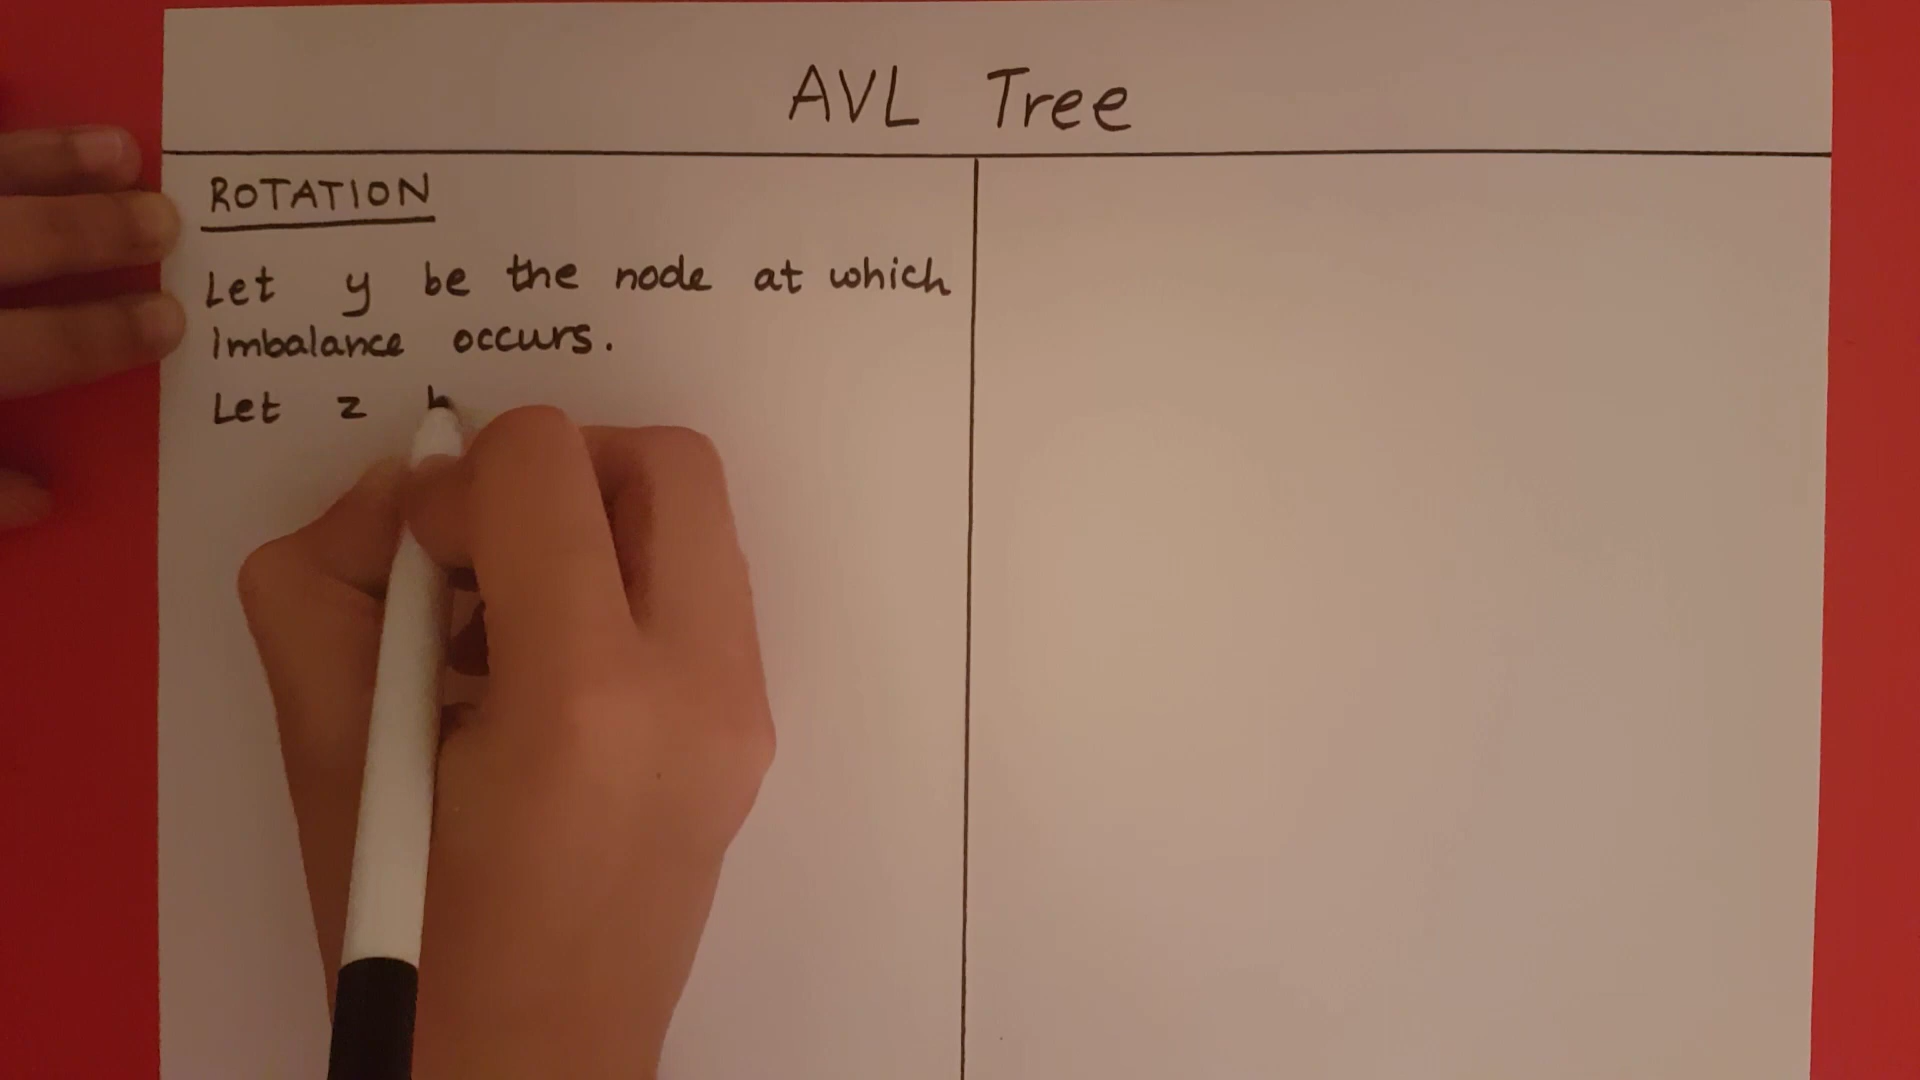 AVL Tree
ROTATION
Let y be the node at which
imbalance occurs.
Let z